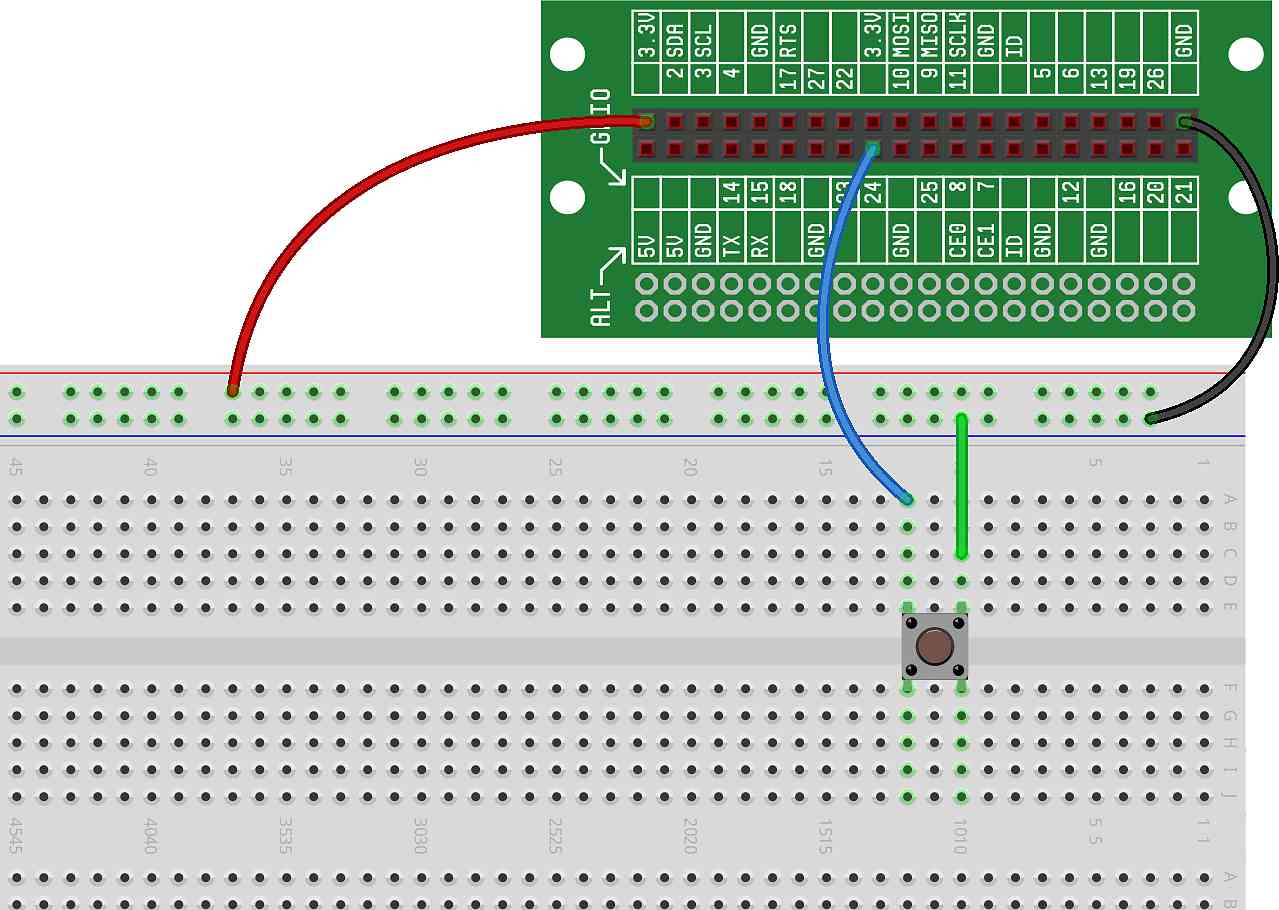 3.3V SDA SCL GND RTS 3.3V MOSI MISO SCLK GND ID GND
2 3 4 17 27 22 10 9 11 5 6 13 19 26
GPIO
14 15 18 23 24 25 8 7 12 16 20 21
5V 5V GND TX RX GND GND CE0 CE1 ID GND GND
ALT
45 40 35 30 25 20 15 5 1
A
B
C
D
E
F
G
H
I
J
4545 4040 3535 3030 2525 2020 1515 1010 5 5 1 1
A
B